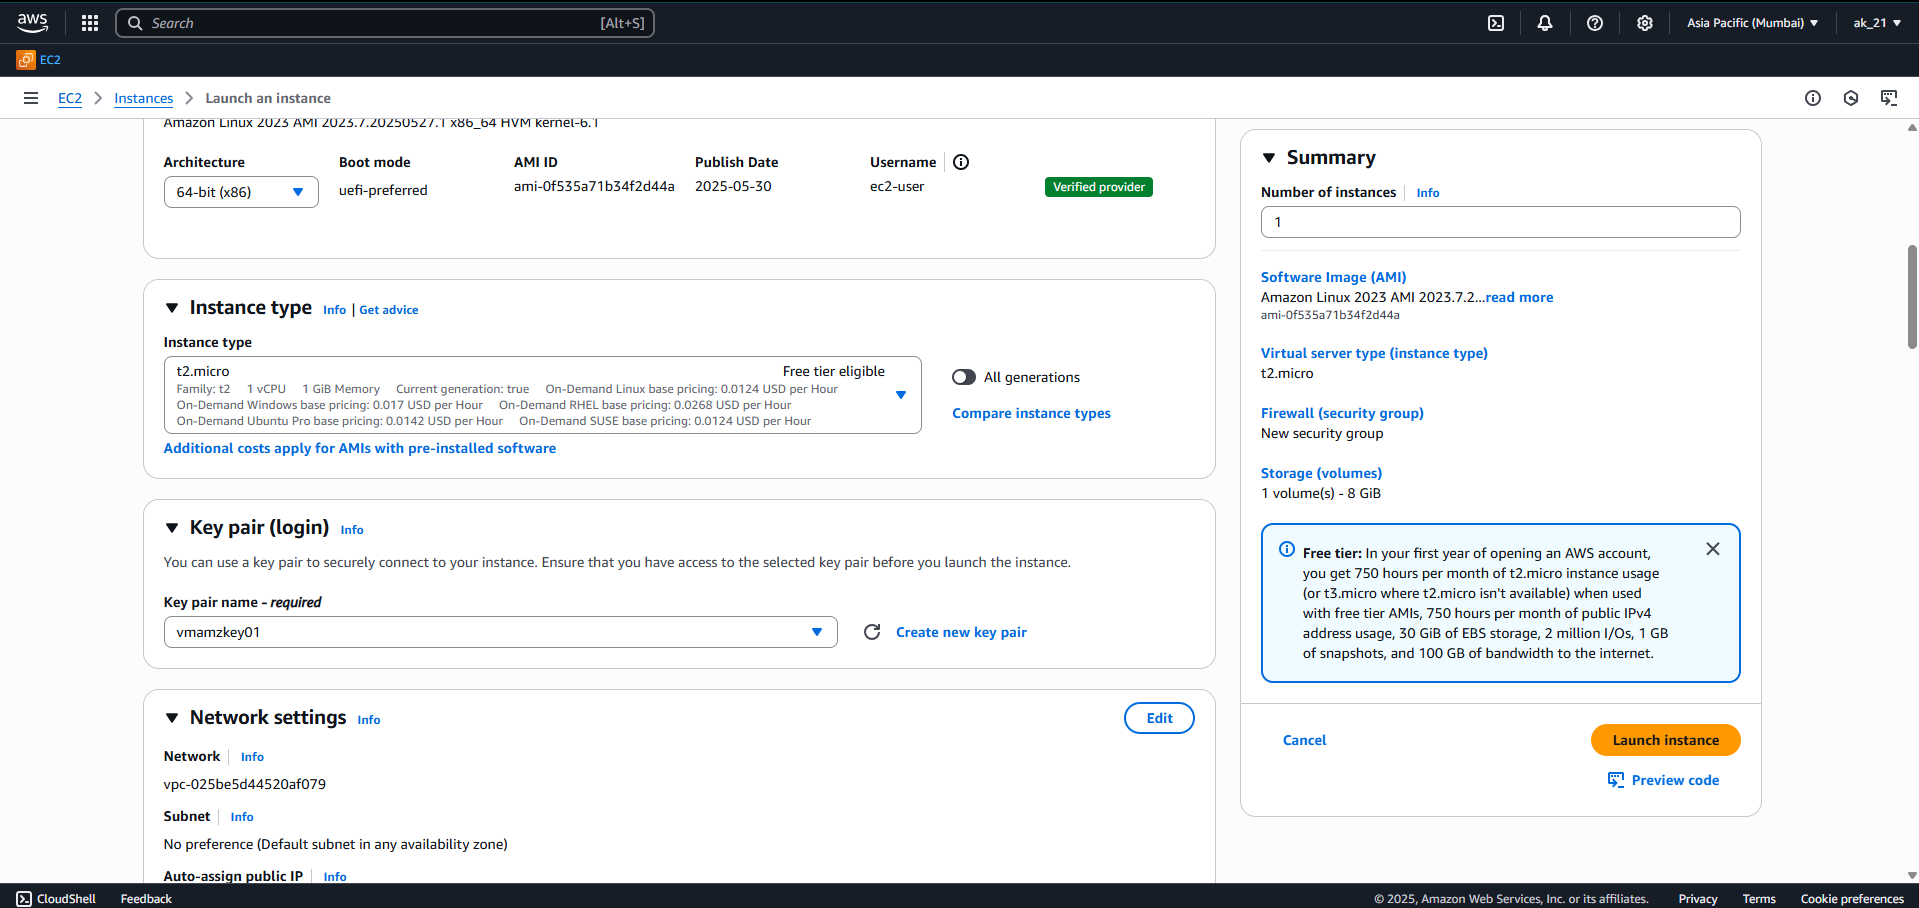 aws
Search [Alt+S]
Asia Pacific (Mumbai)
ak_21
EC2
EC2 Instances Launch an instance
Amazon Linux 2023 AMI 2023.7.20250527.1 x86_64 HVM kernel-6.1
Architecture Boot mode AMI ID Publish Date Username
64-bit (x86) uefi-preferred ami-0f535a71b34f2d44a 2025-05-30 ec2-user Verified provider
Instance type Info | Get advice
Instance type
t2.micro Free tier eligible
Family: t2 1 vCPU 1 GiB Memory Current generation: true On-Demand Linux base pricing: 0.0124 USD per Hour
On-Demand Windows base pricing: 0.017 USD per Hour On-Demand RHEL base pricing: 0.0268 USD per Hour
On-Demand Ubuntu Pro base pricing: 0.0142 USD per Hour On-Demand SUSE base pricing: 0.0124 USD per Hour
All generations
Compare instance types
Additional costs apply for AMIs with pre-installed software
Key pair (login) Info
You can use a key pair to securely connect to your instance. Ensure that you have access to the selected key pair before you launch the instance.
Key pair name - required
vmamzkey01 Create new key pair
Network settings Info Edit
Network Info
vpc-025be5d44520af079
Subnet Info
No preference (Default subnet in any availability zone)
Auto-assign public IP Info
Summary
Number of instances Info
1
Software Image (AMI)
Amazon Linux 2023 AMI 2023.7.2...read more
ami-0f535a71b34f2d44a
Virtual server type (instance type)
t2.micro
Firewall (security group)
New security group
Storage (volumes)
1 volume(s) - 8 GiB
Free tier: In your first year of opening an AWS account,
you get 750 hours per month of t2.micro instance usage
(or t3.micro where t2.micro isn't available) when used
with free tier AMIs, 750 hours per month of public IPv4
address usage, 30 GiB of EBS storage, 2 million I/Os, 1 GB
of snapshots, and 100 GB of bandwidth to the internet.
Cancel Launch instance
Preview code
CloudShell Feedback © 2025, Amazon Web Services, Inc. or its affiliates. Privacy Terms Cookie preferences